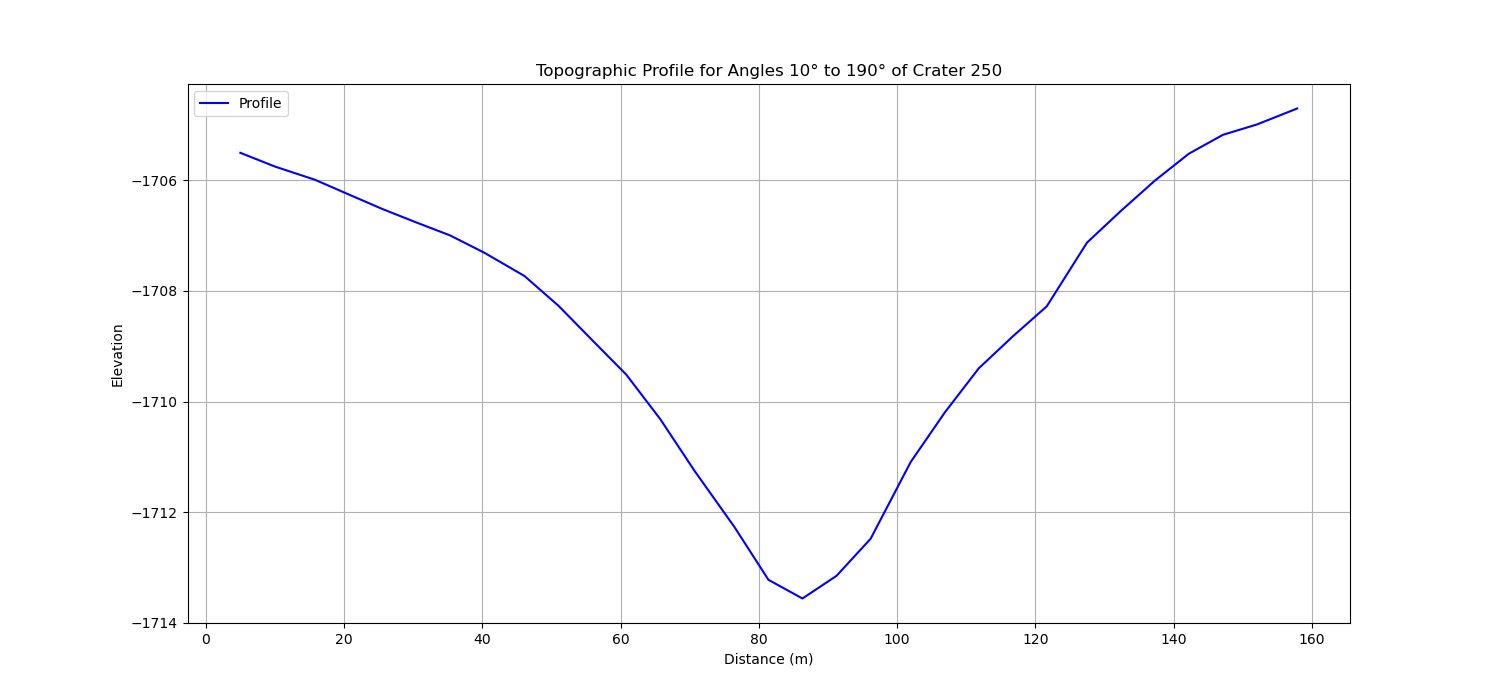 Topographic Profile for Angles 10° to 190° of Crater 250
Profile
−1706
−1708
−1710
−1712
−1714
Elevation
0 20 40 60 80 100 120 140 160
Distance (m)